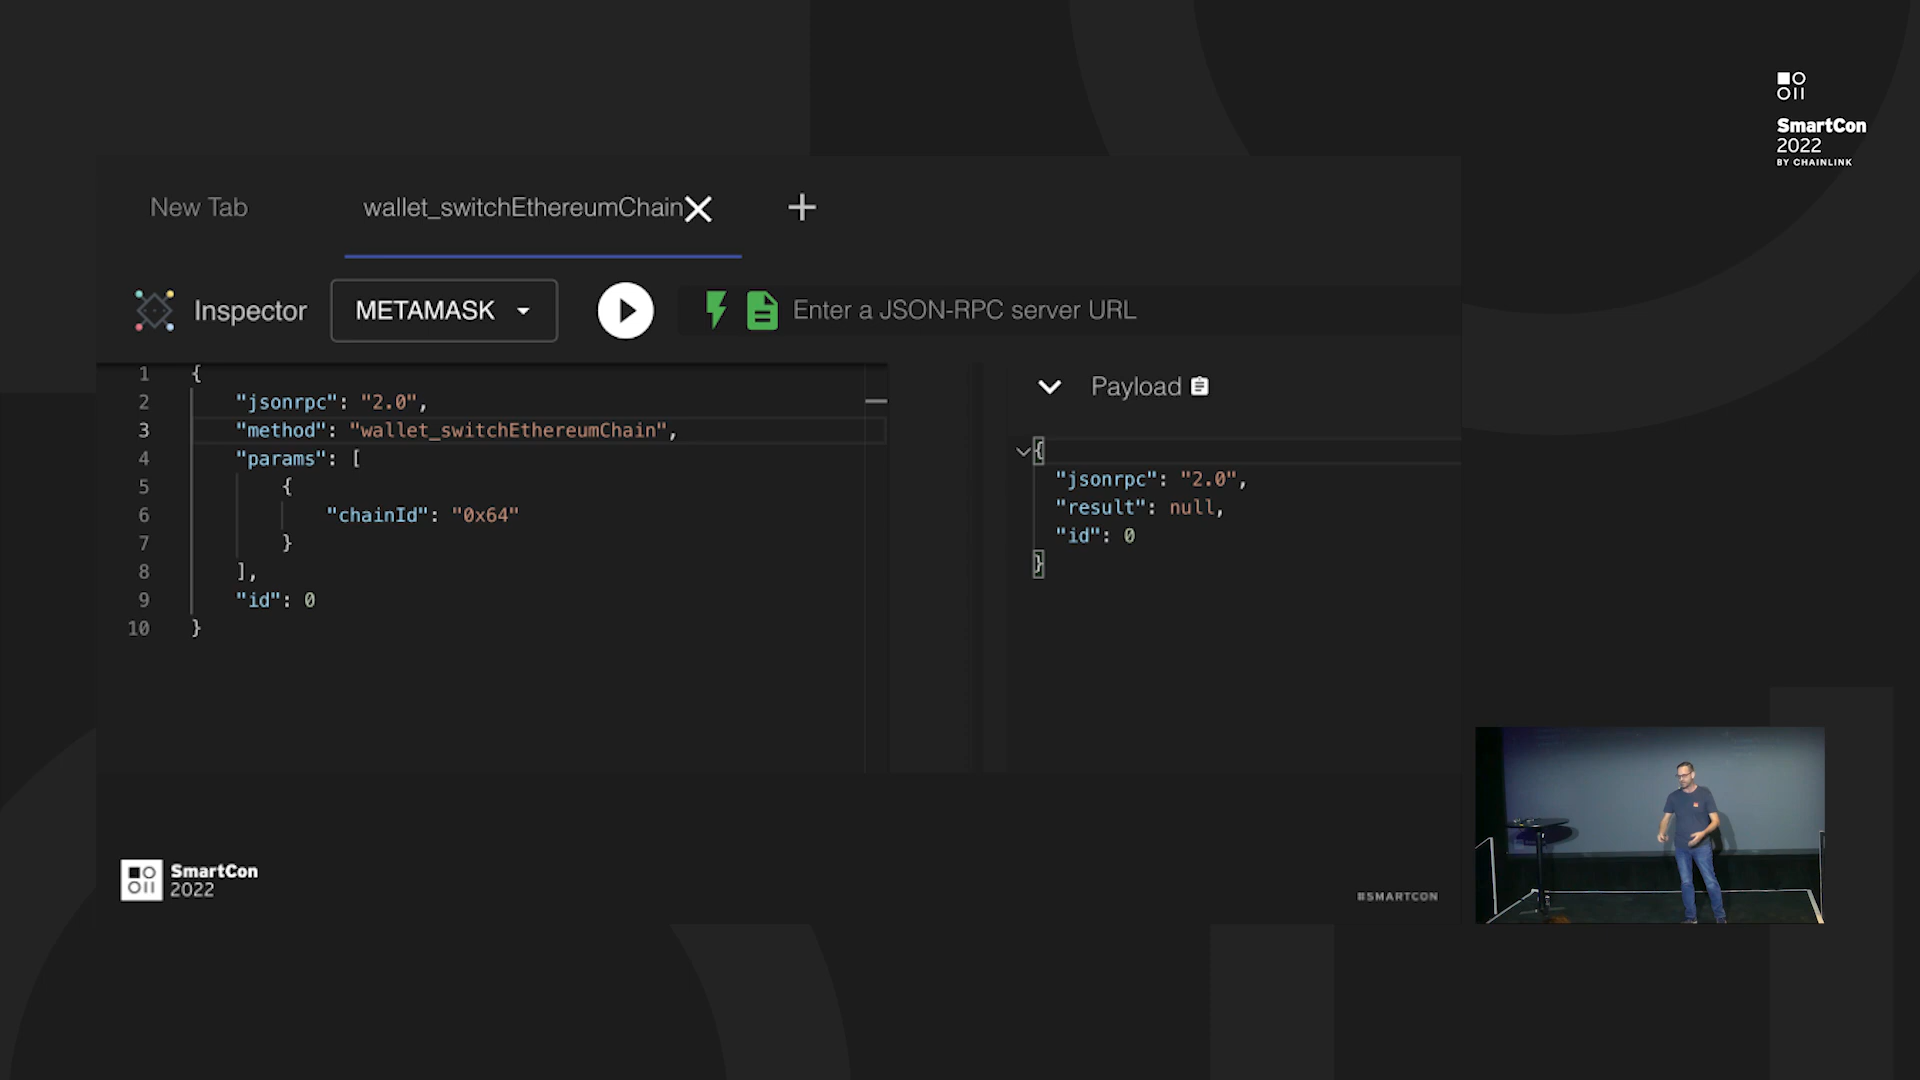 SmartCon
2022
BY CHAINLINK
New Tab
wallet_switchEthereumChain
Inspector
METAMASK
Enter a JSON-RPC server URL
1 {
2 "jsonrpc": "2.0",
3 "method": "wallet_switchEthereumChain",
4 "params": [
5 {
6 "chainId": "0x64"
7 }
8 ],
9 "id": 0
10 }
Payload
{
"jsonrpc": "2.0",
"result": null,
"id": 0
}
SmartCon
2022
#SMARTCON